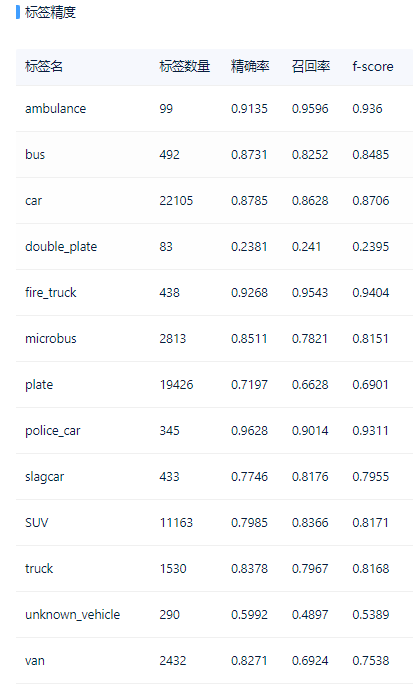 标签精度
标签名 标签数量 精确率 召回率 f-score
ambulance 99 0.9135 0.9596 0.936
bus 492 0.8731 0.8252 0.8485
car 22105 0.8785 0.8628 0.8706
double_plate 83 0.2381 0.241 0.2395
fire_truck 438 0.9268 0.9543 0.9404
microbus 2813 0.8511 0.7821 0.8151
plate 19426 0.7197 0.6628 0.6901
police_car 345 0.9628 0.9014 0.9311
slagcar 433 0.7746 0.8176 0.7955
SUV 11163 0.7985 0.8366 0.8171
truck 1530 0.8378 0.7967 0.8168
unknown_vehicle 290 0.5992 0.4897 0.5389
van 2432 0.8271 0.6924 0.7538